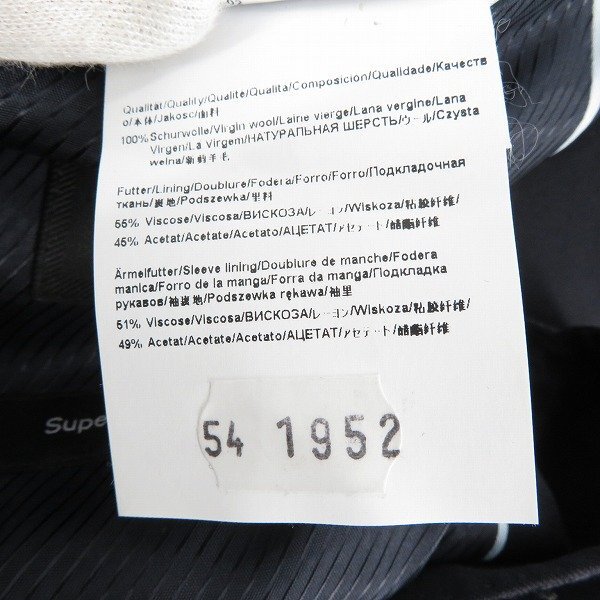 Qualität/Quality/Qualité/Qualita/Composición/Qualidade/Качеств
о/本体/Jakość/面料
100% Schurwolle/Virgin wool/Laine vierge/Lana vergine/Lana
Virgen/La Virgem/НАТУРАЛЬНАЯ ШЕРСТЬ/ウール/Czysta
wełna/新剪羊毛
Futter/Lining/Doublure/Fodera/Forro/Forro/Подкладочная
ткань/裏地/Podszewka/里料
55% Viscose/Viscosa/ВИСКОЗА/レーヨン/Wiskoza/粘胶纤维/
45% Acetat/Acetate/Acetato/АЦЕТАТ/アセテート/醋酯纤维
Ärmelfutter/Sleeve lining/Doublure de manche/Fodera
manica/Forro de la manga/Forra da manga/Подкладка
рукавов/袖裏地/Podszewka rękawa/袖里
51% Viscose/Viscosa/ВИСКОЗА/レーヨン/Wiskoza/粘胶纤维/
49% Acetat/Acetate/Acetato/АЦЕТАТ/アセテート/醋酯纤维
54 1952
Supe